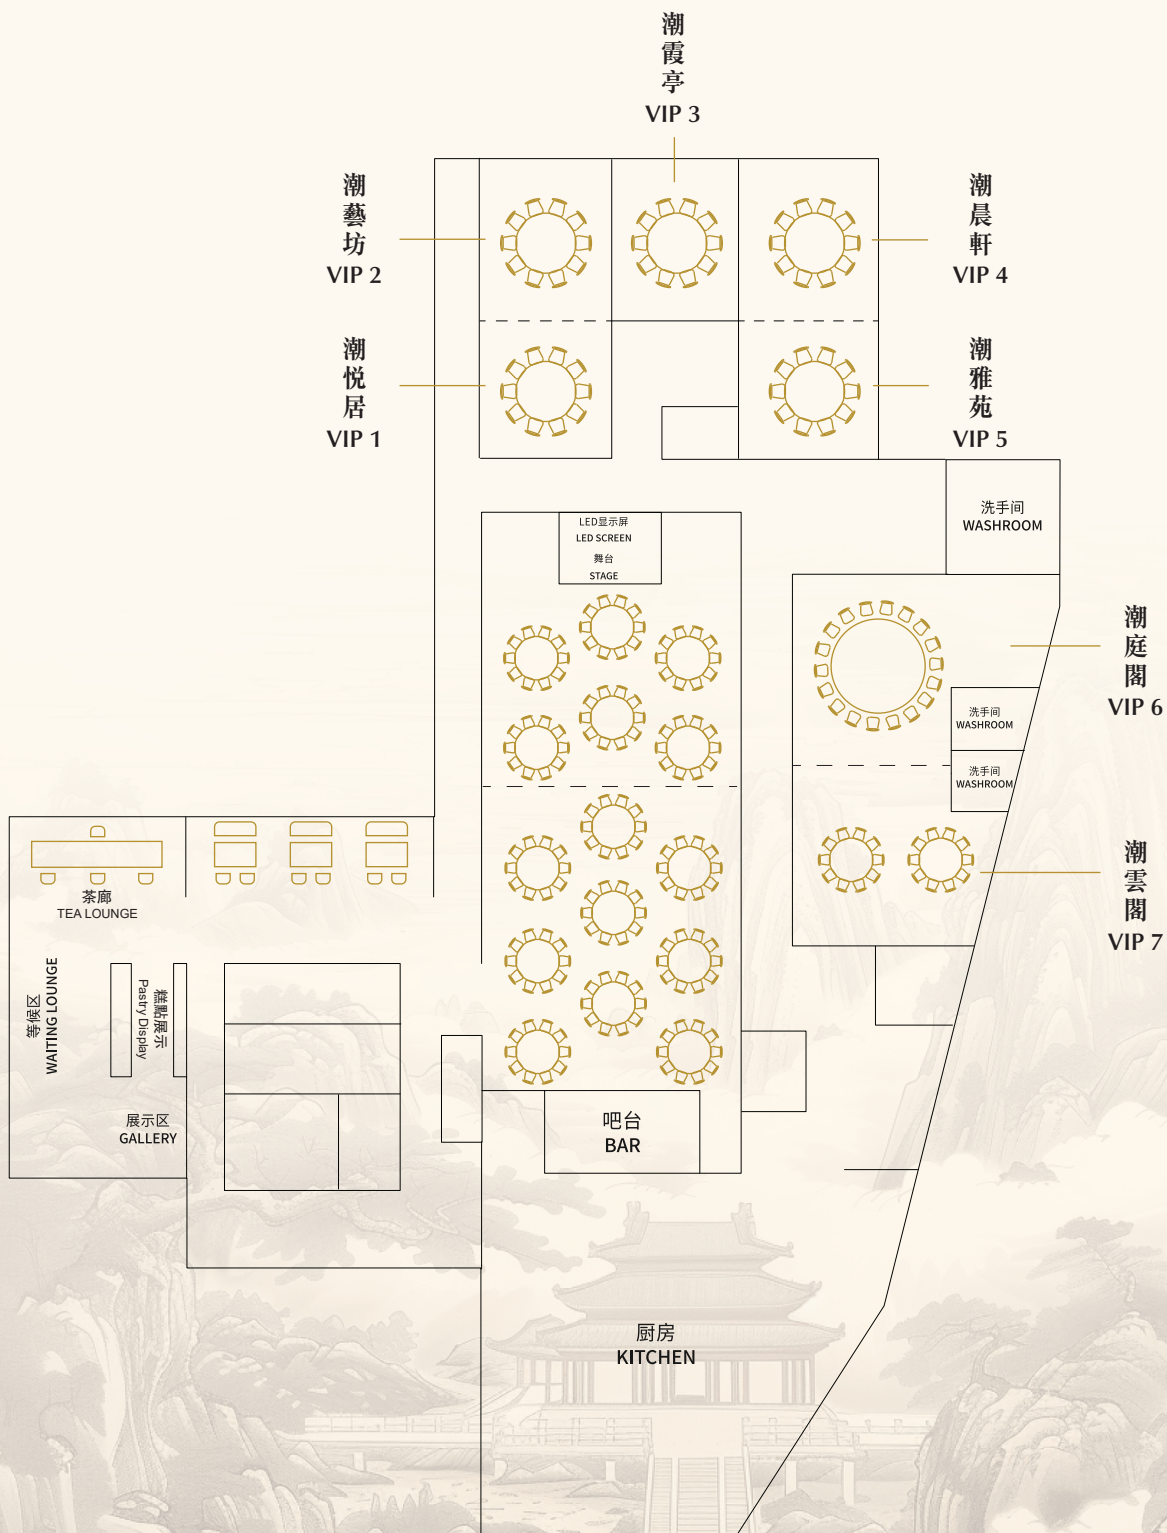 潮霞亭
VIP 3
潮藝坊
VIP 2
潮晨軒
VIP 4
潮悦居
VIP 1
潮雅苑
VIP 5
洗手间
WASHROOM
LED显示屏
LED SCREEN
舞台
STAGE
潮庭閣
VIP 6
洗手间
WASHROOM
洗手间
WASHROOM
潮雲閣
VIP 7
茶廊
TEA LOUNGE
等候区
WAITING LOUNGE
糕點展示
Pastry Display
展示区
GALLERY
吧台
BAR
厨房
KITCHEN